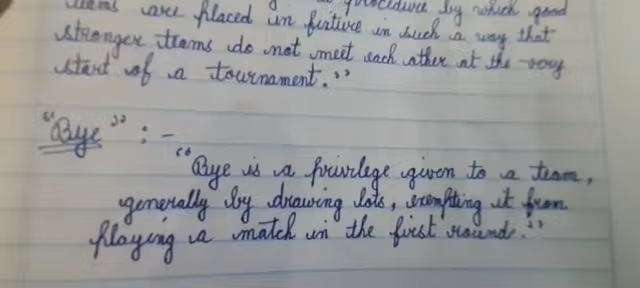 teams are placed in fixture in such a way that
stronger teams do not meet each other at the very
start of a tournament."
"Bye" : -
"Bye is a privilege given to a team,
generally by drawing lots, exempting it from
playing a match in the first round."